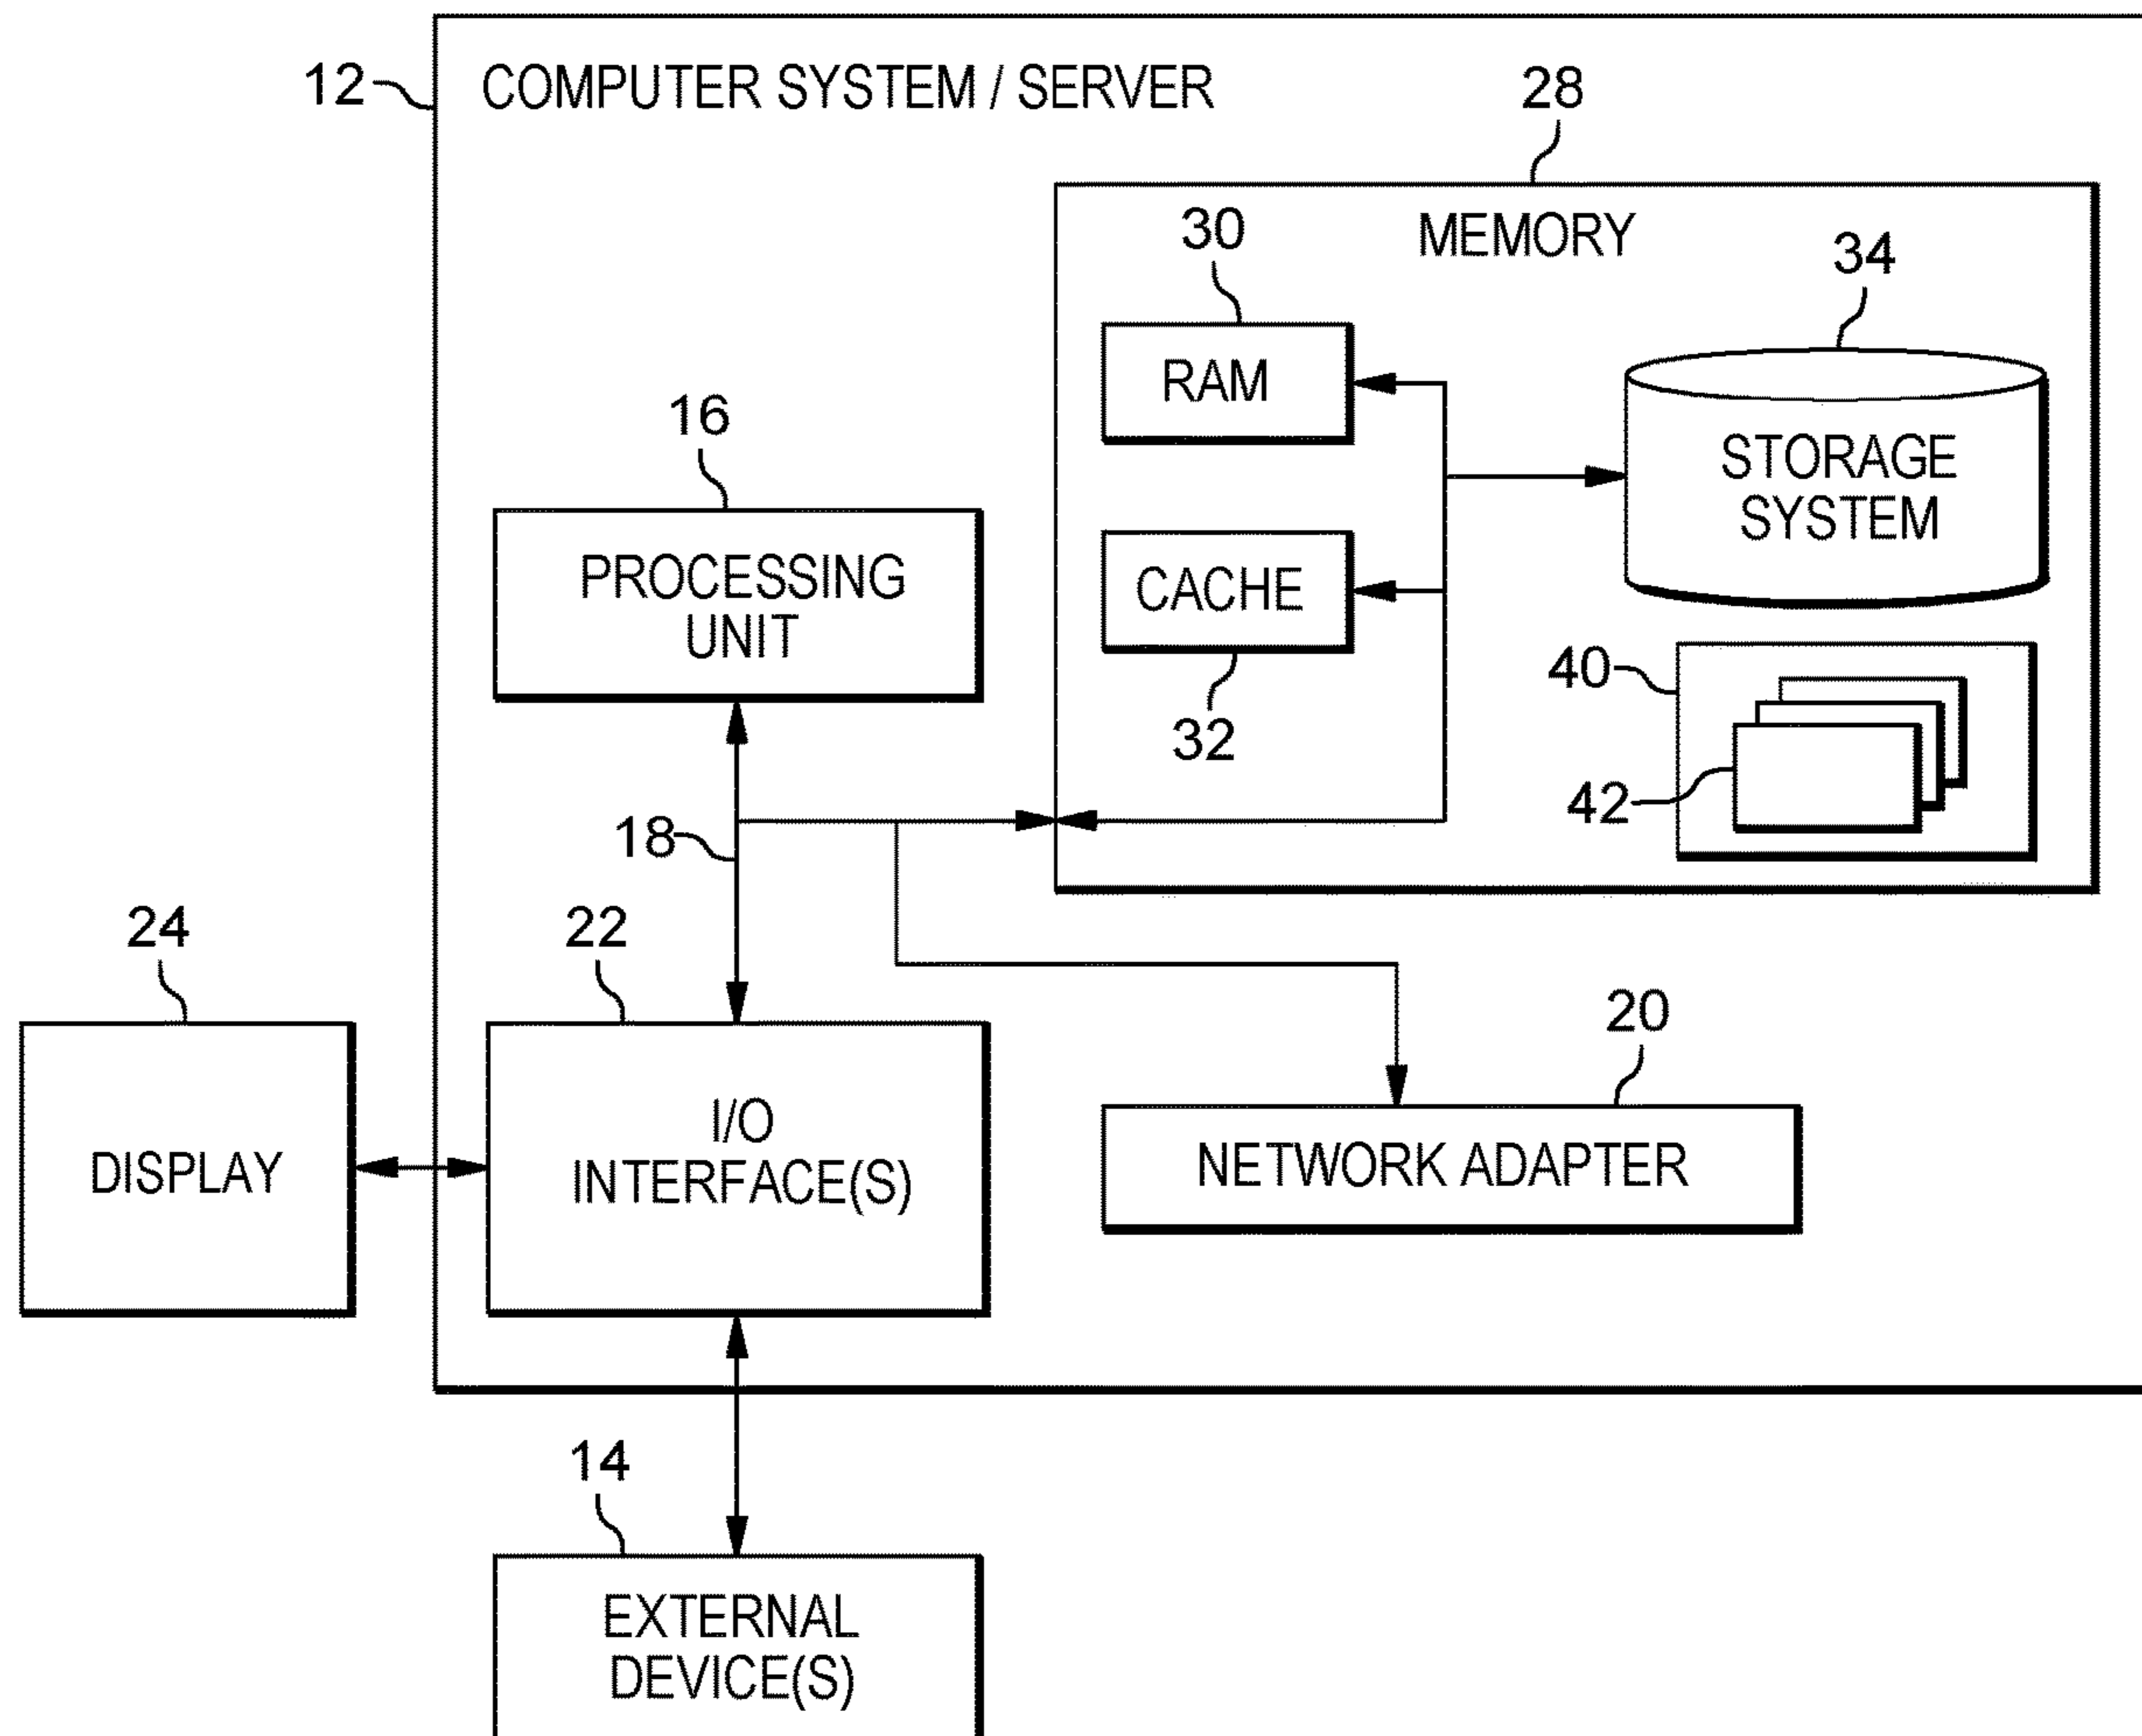 12
COMPUTER SYSTEM / SERVER
28
MEMORY
30
34
RAM
16
STORAGE
SYSTEM
PROCESSING
UNIT
CACHE
40
32
42
18
24
22
20
DISPLAY
I/O
INTERFACE(S)
NETWORK ADAPTER
14
EXTERNAL
DEVICE(S)